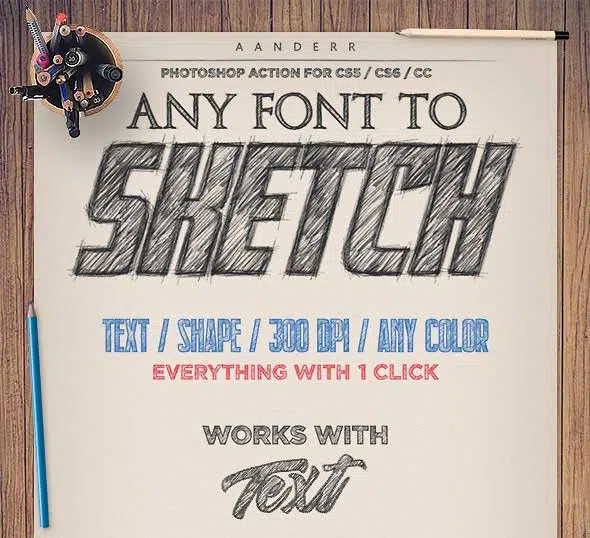 AANDERR
PHOTOSHOP ACTION FOR CS5 / CS6 / CC
ANY FONT TO
SKETCH
TEXT / SHAPE / 300 DPI / ANY COLOR
EVERYTHING WITH 1 CLICK
WORKS WITH
Text